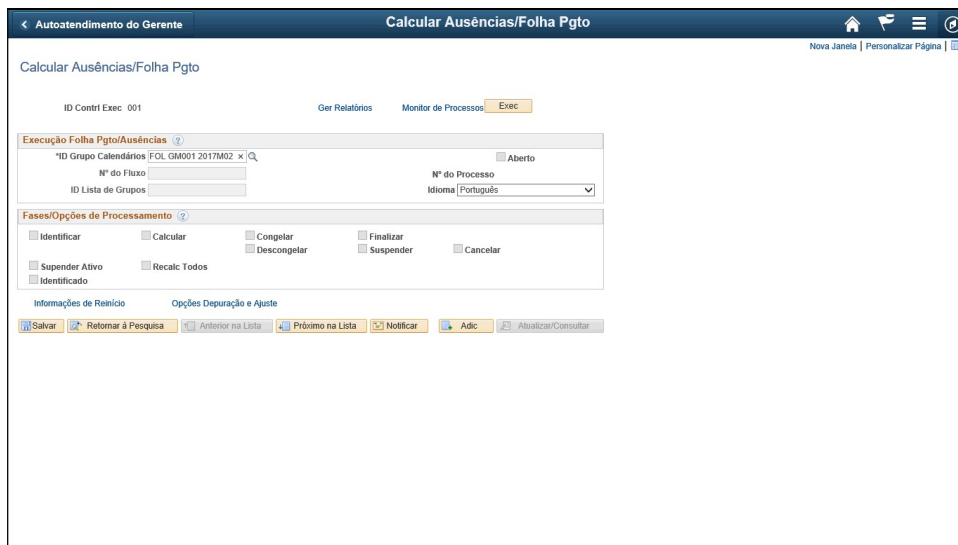 Autoatendimento do Gerente Calcular Ausências/Folha Pgto
Nova Janela | Personalizar Página |
Calcular Ausências/Folha Pgto
ID Contrl Exec 001 Ger Relatórios Monitor de Processos Exec
Execução Folha Pgto/Ausências ?
*ID Grupo Calendários FOL GM001 2017M02 × Aberto
Nº do Fluxo Nº do Processo
ID Lista de Grupos Idioma Português
Fases/Opções de Processamento ?
Identificar Calcular Congelar Finalizar
Descongelar Suspender Cancelar
Supender Ativo Recalc Todos
Identificado
Informações de Reinício Opções Depuração e Ajuste
Salvar Retornar à Pesquisa Anterior na Lista Próximo na Lista Notificar Adic Atualizar/Consultar